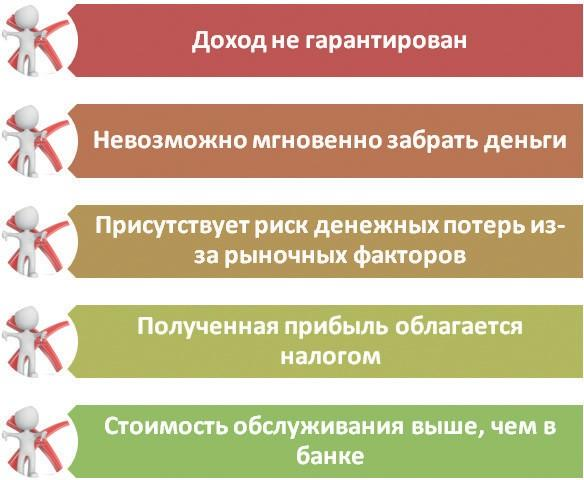 Доход не гарантирован
Невозможно мгновенно забрать деньги
Присутствует риск денежных потерь из-
за рыночных факторов
Полученная прибыль облагается
налогом
Стоимость обслуживания выше, чем в
банке